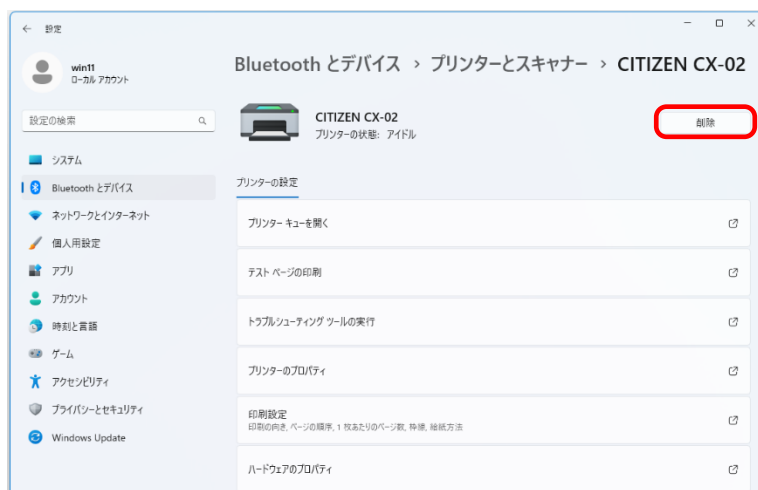 設定
win11
ローカル アカウント
設定の検索
システム
Bluetooth とデバイス
ネットワークとインターネット
個人用設定
アプリ
アカウント
時刻と言語
ゲーム
アクセシビリティ
プライバシーとセキュリティ
Windows Update
Bluetooth とデバイス › プリンターとスキャナー › CITIZEN CX-02
CITIZEN CX-02
プリンターの状態: アイドル
削除
プリンターの設定
プリンター キューを開く
テスト ページの印刷
トラブルシューティング ツールの実行
プリンターのプロパティ
印刷設定
印刷の向き, ページの順序, 1 枚あたりのページ数, 枠線, 給紙方法
ハードウェアのプロパティ